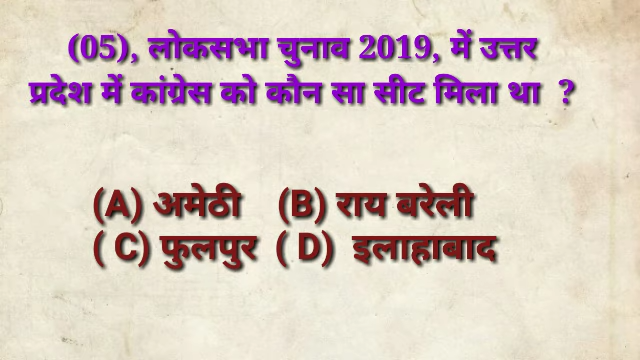 (05), लोकसभा चुनाव 2019, में उत्तर
प्रदेश में कांग्रेस को कौन सा सीट मिला था ?
(A) अमेठी (B) राय बरेली
( C) फुलपुर ( D) इलाहाबाद